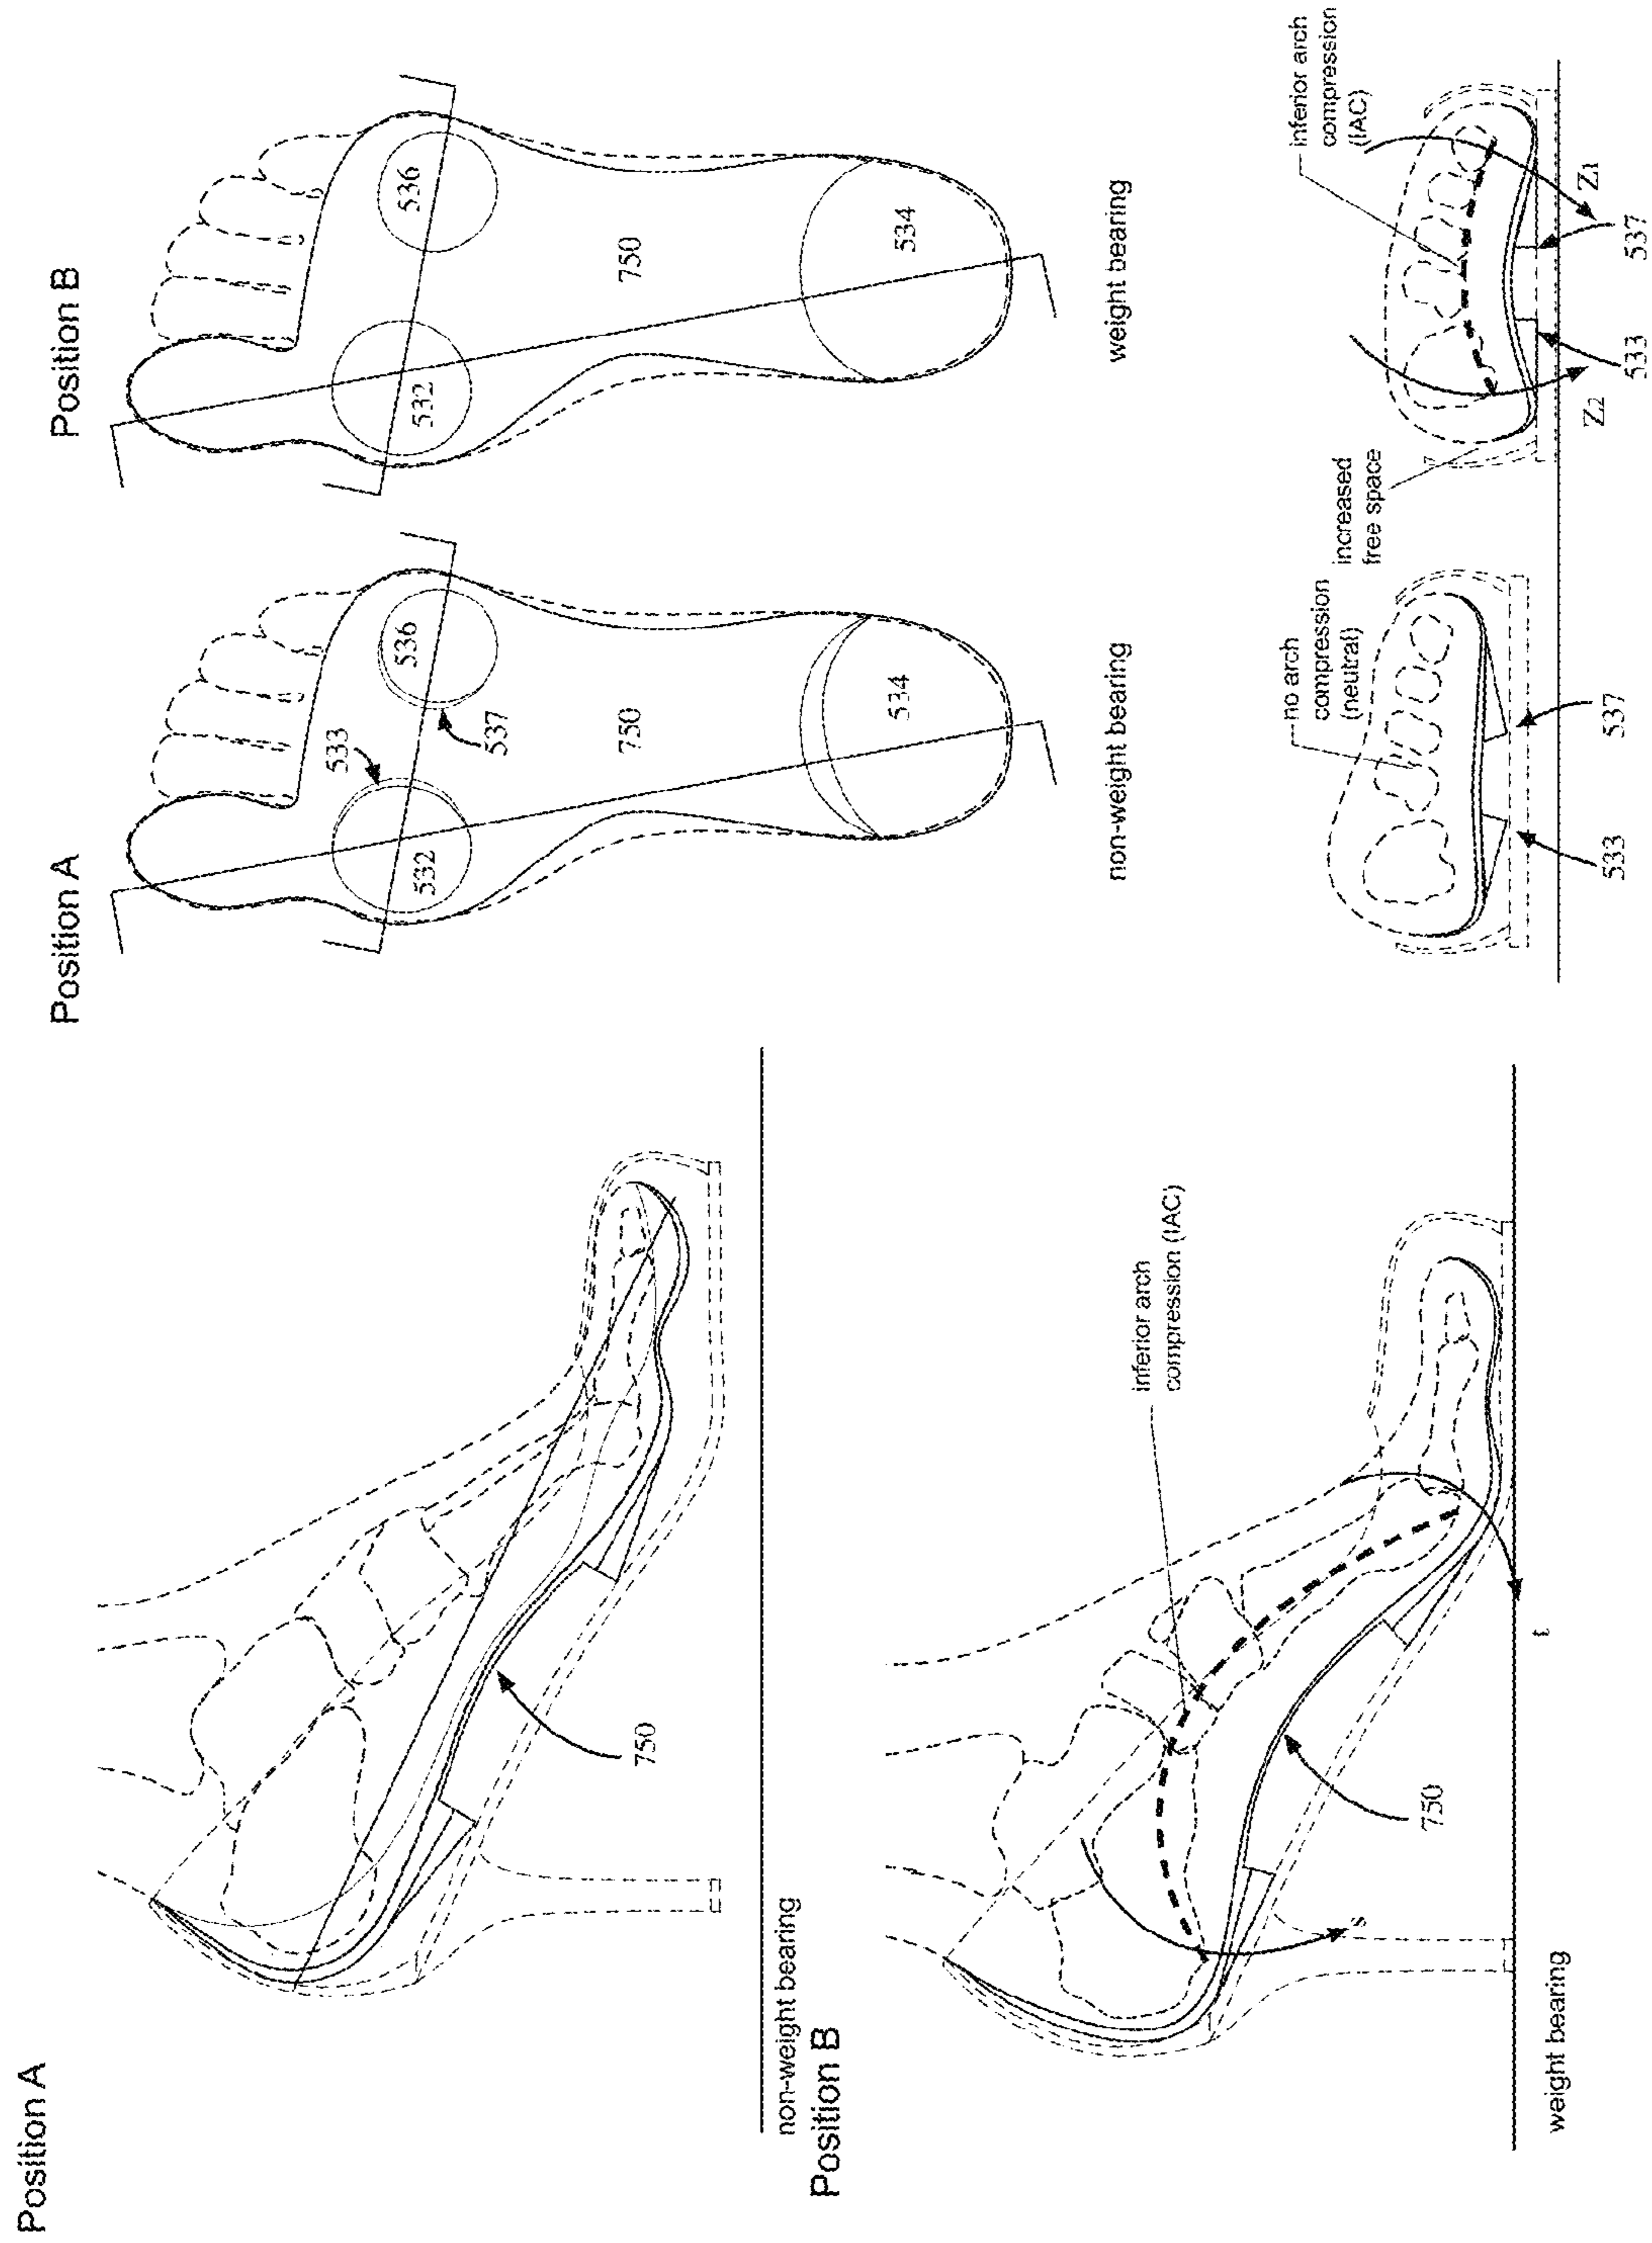 Position A
750
non-weight bearing
Position B
inferior arch
compression (IAC)
750
s
t
weight bearing
Position A
Position B
532
533
536
537
750
534
non-weight bearing
532
536
750
534
weight bearing
no arch
compression
(neutral)
533
537
increased
free space
inferior arch
compression
(IAC)
Z2
Z1
533
537